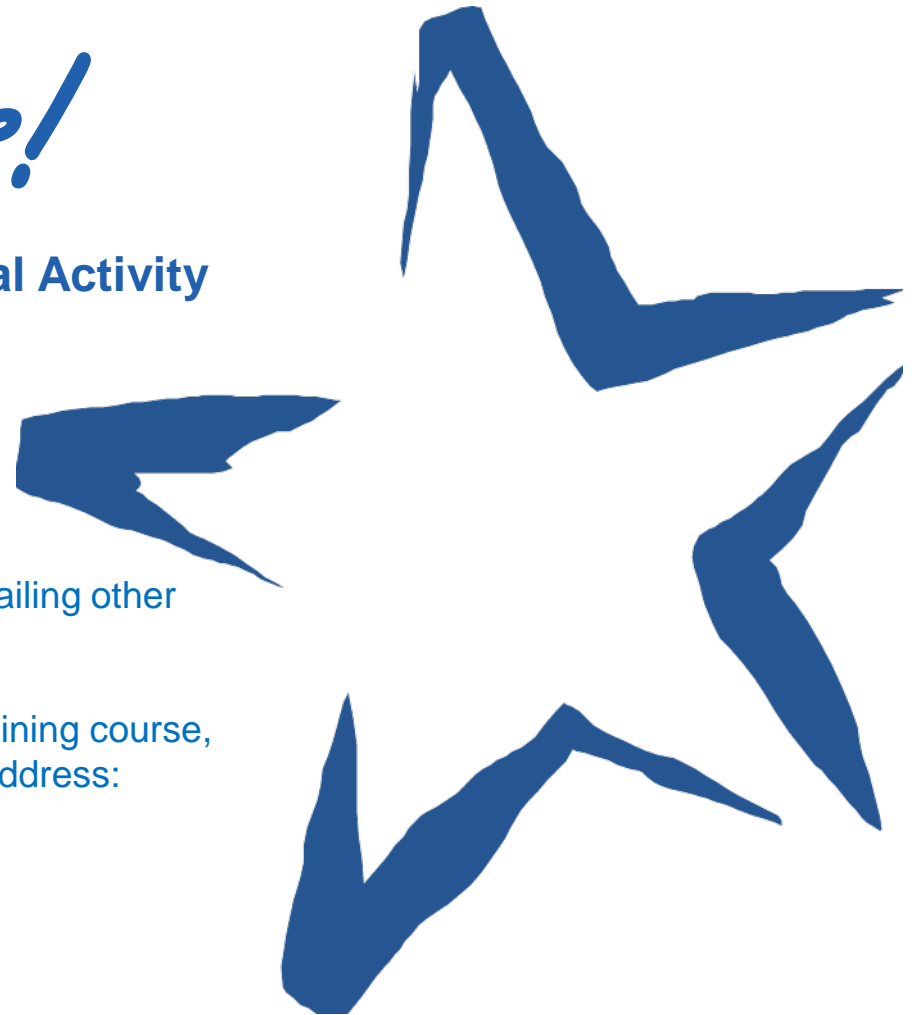 e!
al Activity
ailing other
ining course,
ddress: